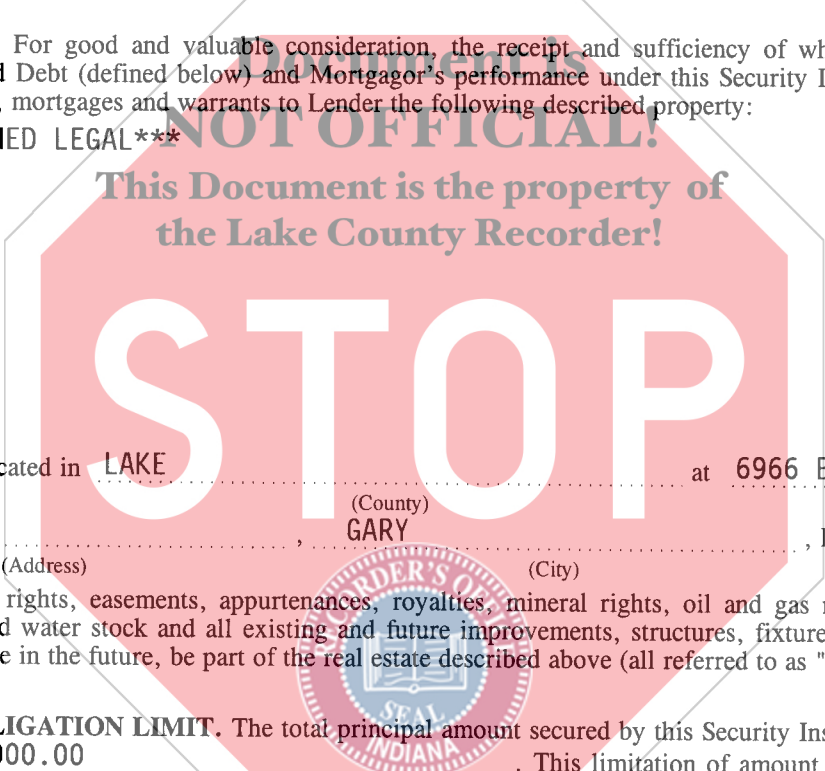 For good and valuable consideration, the receipt and sufficiency of wh
d Debt (defined below) and Mortgagor's performance under this Security I
, mortgages and warrants to Lender the following described property:
Document is
NOT OFFICIAL!
This Document is the property of
the Lake County Recorder!
ED LEGAL***
STOP
cated in LAKE at 6966 E
(County)
, GARY ,
(Address) (City)
rights, easements, appurtenances, royalties, mineral rights, oil and gas
d water stock and all existing and future improvements, structures, fixture
e in the future, be part of the real estate described above (all referred to as "
RECORDER'S OFFICE
SEAL
INDIANA
LIGATION LIMIT. The total principal amount secured by this Security Ins
000.00 . This limitation of amount